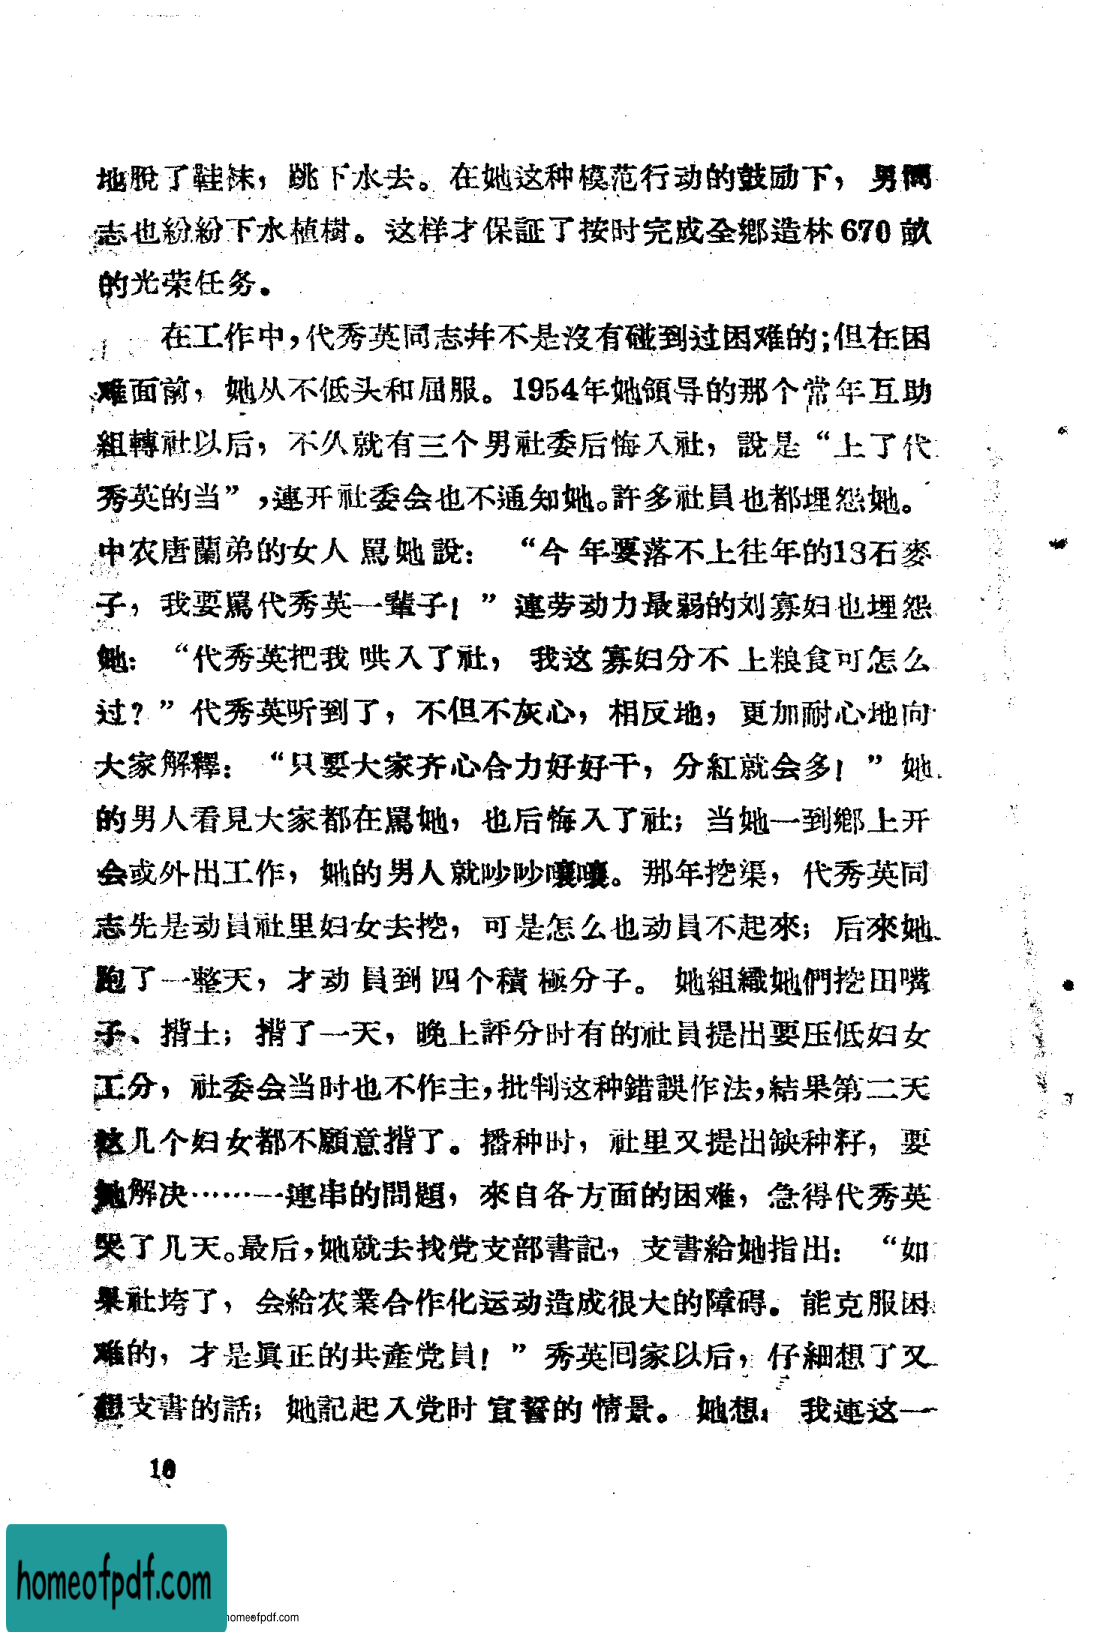 地脫了鞋袜，跳下水去。在她这种模范行动的鼓励下，男同
志也紛紛下水植樹。这样才保証了按时完成全鄉造林670亩
的光荣任务。
在工作中，代秀英同志并不是沒有碰到过困难的；但在困
难面前，她从不低头和屈服。1954年她領导的那个常年互助
組轉社以后，不久就有三个男社委后悔入社，說是“上了代
秀英的当”，連开社委会也不通知她。許多社員也都埋怨她。
中农唐蘭弟的女人罵她說：“今年要落不上往年的13石麥
子，我要罵代秀英一輩子！”連劳动力最弱的刘寡妇也埋怨
她：“代秀英把我哄入了社，我这寡妇分不上粮食可怎么
过？”代秀英听到了，不但不灰心，相反地，更加耐心地向
大家解釋：“只要大家齐心合力好好干，分紅就会多！”她
的男人看見大家都在罵她，也后悔入了社；当她一到鄉上开
会或外出工作，她的男人就吵吵嚷嚷。那年挖渠，代秀英同
志先是动員社里妇女去挖，可是怎么也动員不起來；后來她
跑了一整天，才动員到四个積極分子。她組織她們挖田嘴
子、揹土；揹了一天，晚上評分时有的社員提出要压低妇女
工分，社委会当时也不作主，批判这种錯誤作法，結果第二天
这几个妇女都不願意揹了。播种时，社里又提出缺种籽，要
她解决……一連串的問題，來自各方面的困难，急得代秀英
哭了几天。最后，她就去找党支部書記，支書給她指出：“如
果社垮了，会給农業合作化运动造成很大的障碍。能克服困
难的，才是眞正的共產党員！”秀英回家以后，仔細想了又
想支書的話；她記起入党时宣誓的情景。她想：我連这一
10
homeofpdf.com
homeofpdf.com